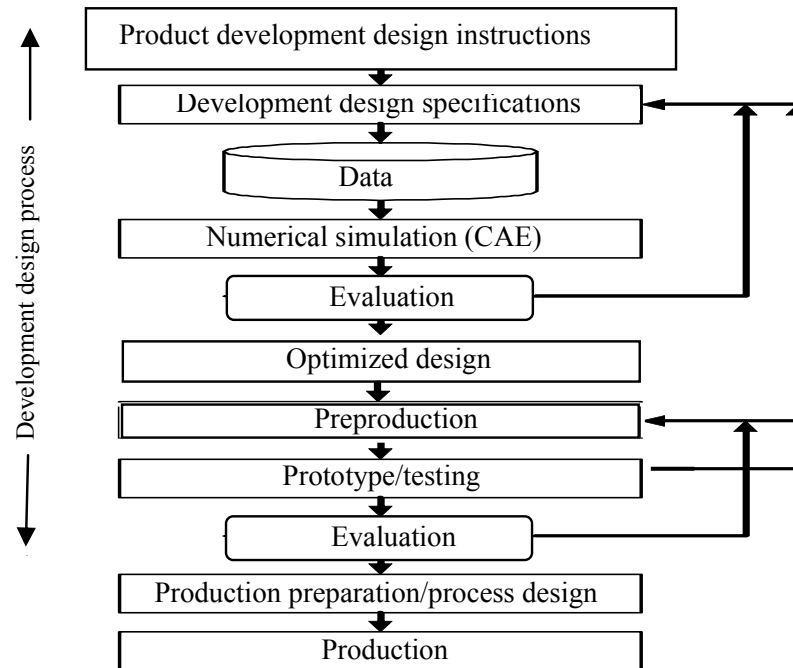 Product development design instructions
Development design specifications
Data
Numerical simulation (CAE)
Evaluation
Optimized design
Preproduction
Prototype/testing
Evaluation
Production preparation/process design
Production
Development design process